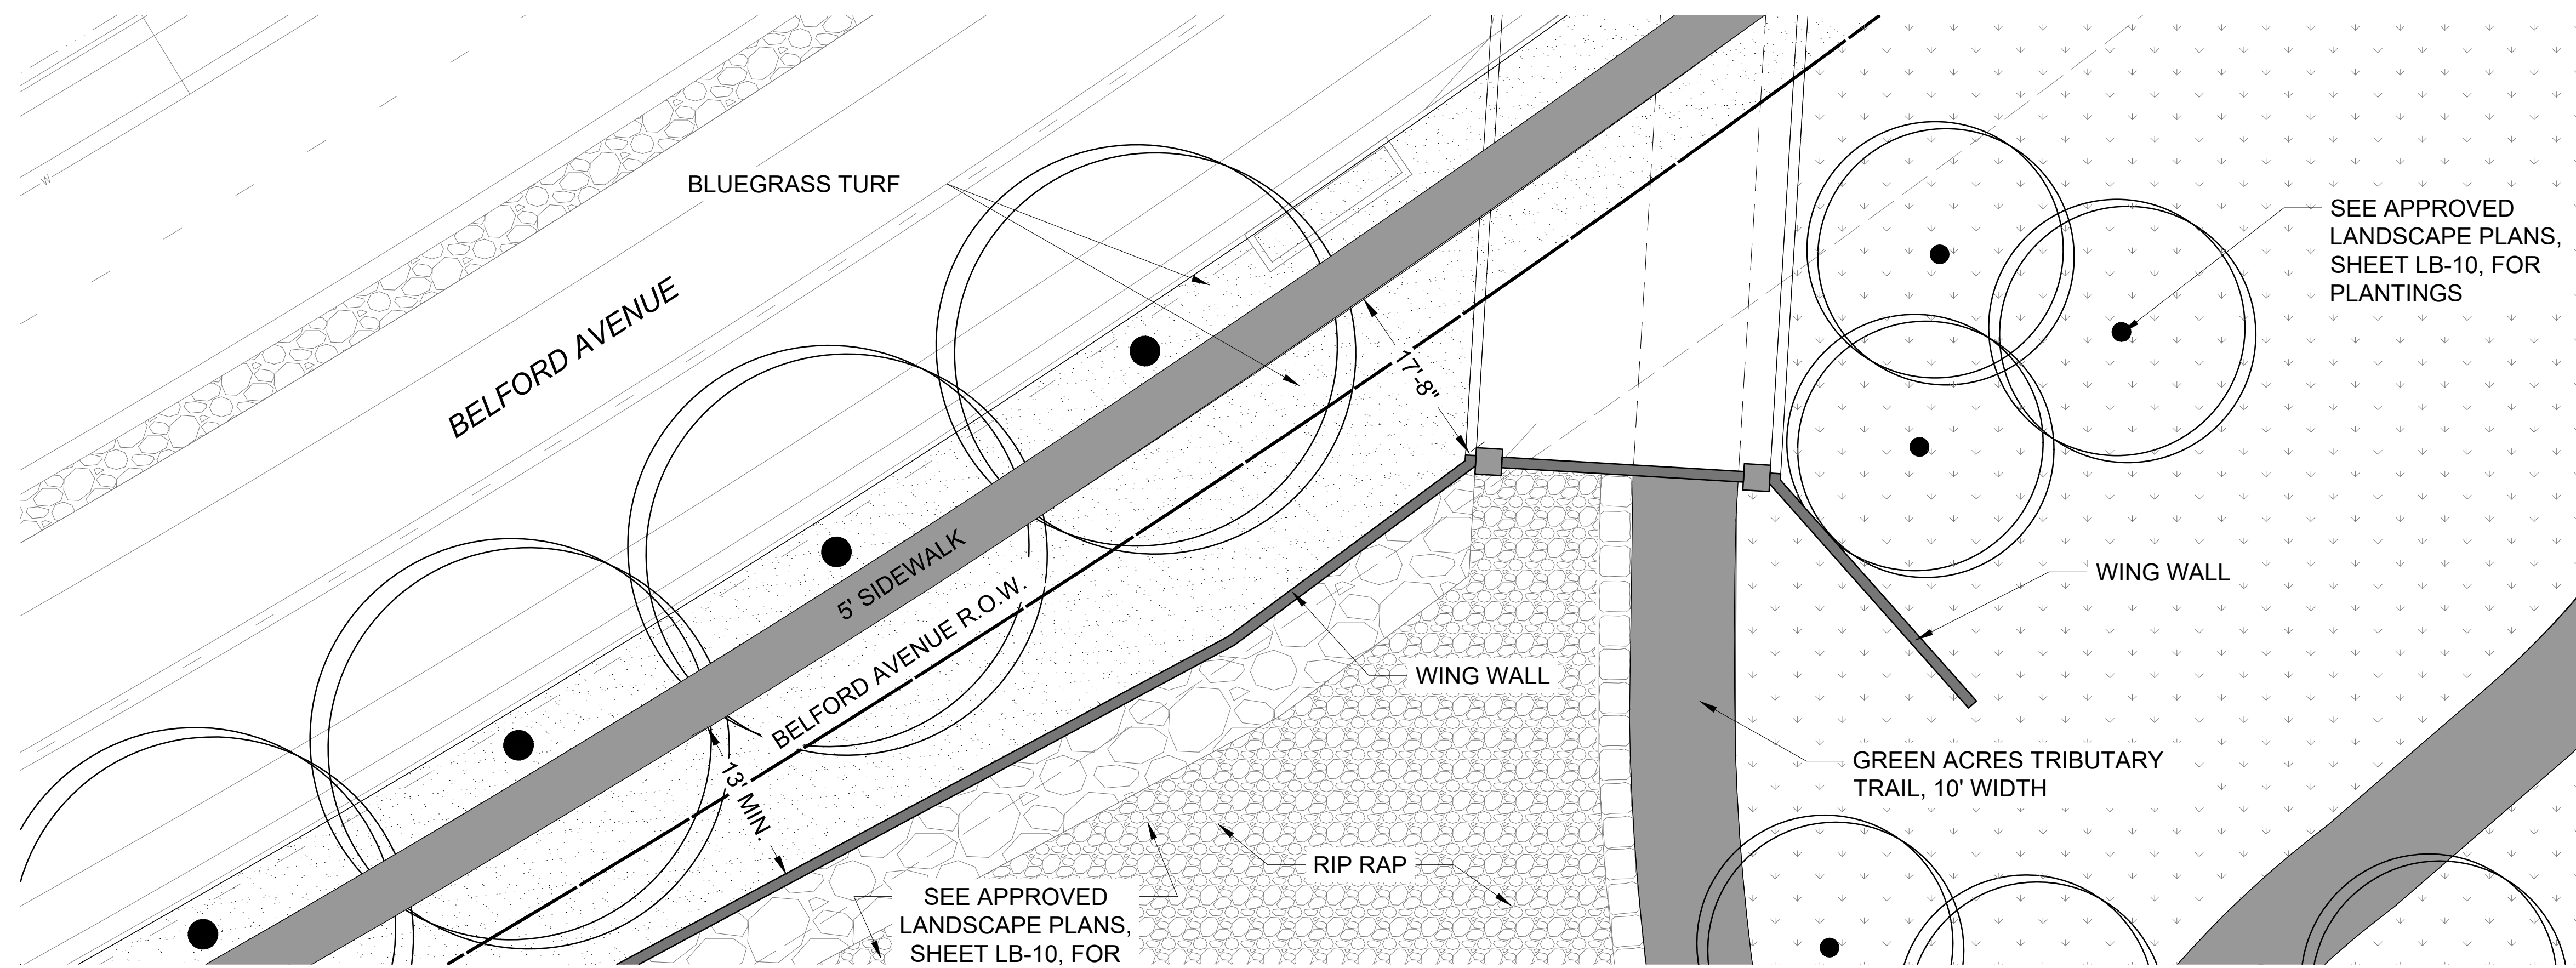 W
BLUEGRASS TURF
BELFORD AVENUE
SEE APPROVED
LANDSCAPE PLANS,
SHEET LB-10, FOR
PLANTINGS
17'-8"
5' SIDEWALK
BELFORD AVENUE R.O.W.
WING WALL
WING WALL
13' MIN.
GREEN ACRES TRIBUTARY
TRAIL, 10' WIDTH
RIP RAP
SEE APPROVED
LANDSCAPE PLANS,
SHEET LB-10, FOR